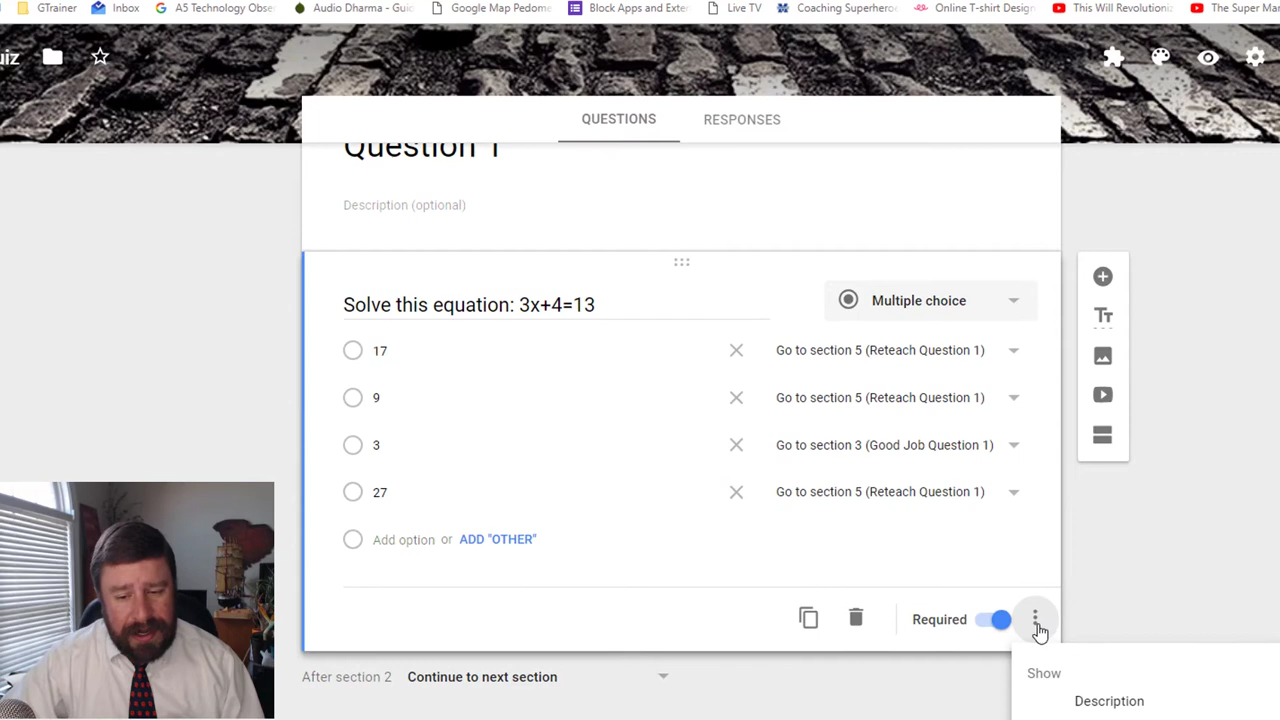 GTrainer Inbox A5 Technology Obse Audio Dharma - Gui Google Map Pedome Block Apps and Exte Live TV Coaching Superhero Online T-shirt Design This Will Revolutioni The Super Ma
uiz
QUESTIONS RESPONSES
Question 1
Description (optional)
Solve this equation: 3x+4=13 Multiple choice
17 Go to section 5 (Reteach Question 1)
9 Go to section 5 (Reteach Question 1)
3 Go to section 3 (Good Job Question 1)
27 Go to section 5 (Reteach Question 1)
Add option or ADD "OTHER"
Required
After section 2 Continue to next section
Show
Description